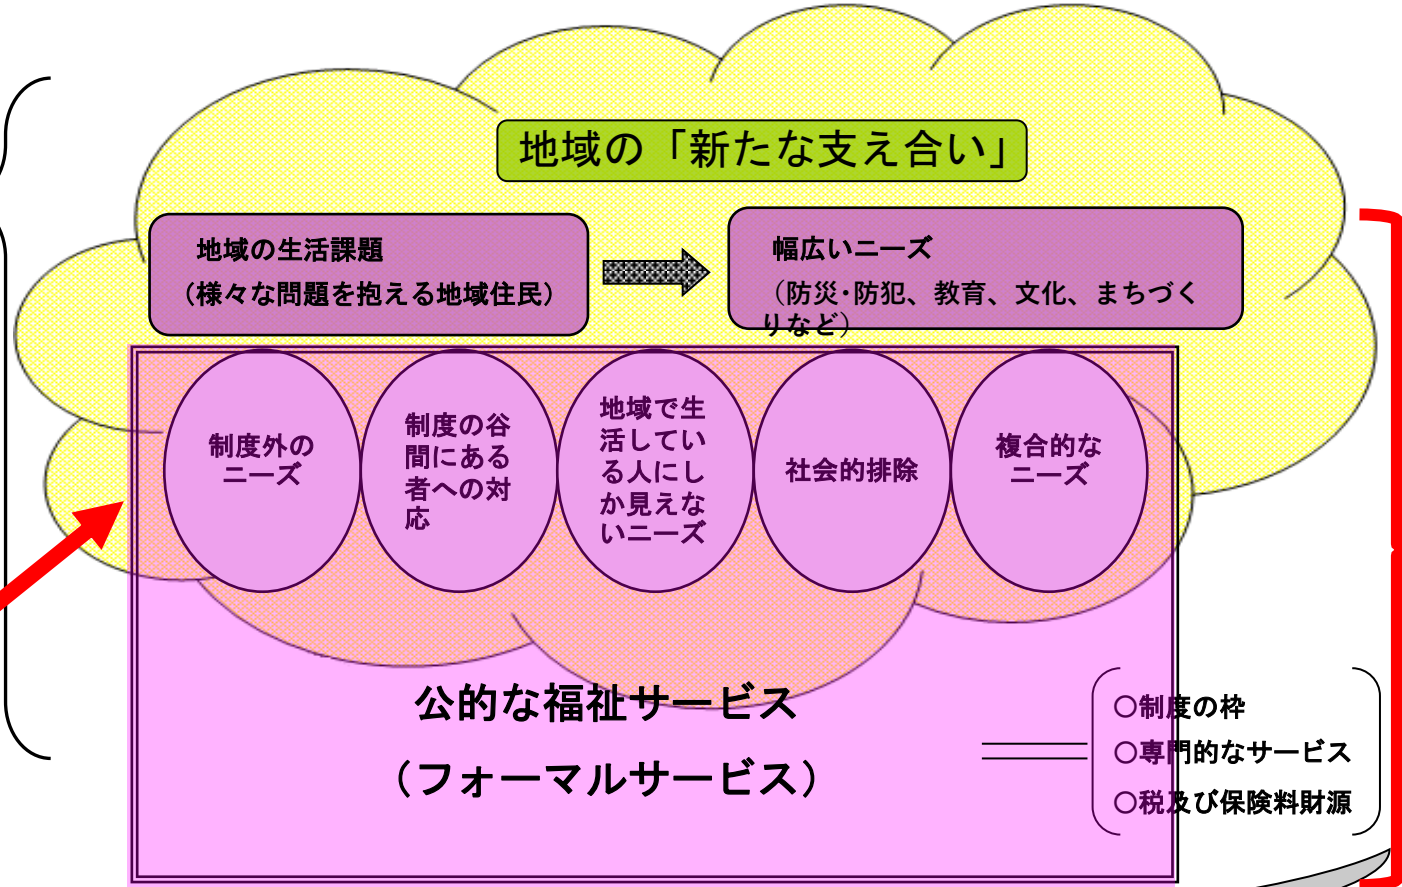 地域の「新たな支え合い」
地域の生活課題
（様々な問題を抱える地域住民）
幅広いニーズ
（防災・防犯、教育、文化、まちづく
りなど）
制度外の
ニーズ
制度の谷
間にある
者への対
応
地域で生
活してい
る人にし
か見えな
いニーズ
社会的排除
複合的な
ニーズ
公的な福祉サービス
（フォーマルサービス）
○制度の枠
○専門的なサービス
○税及び保険料財源